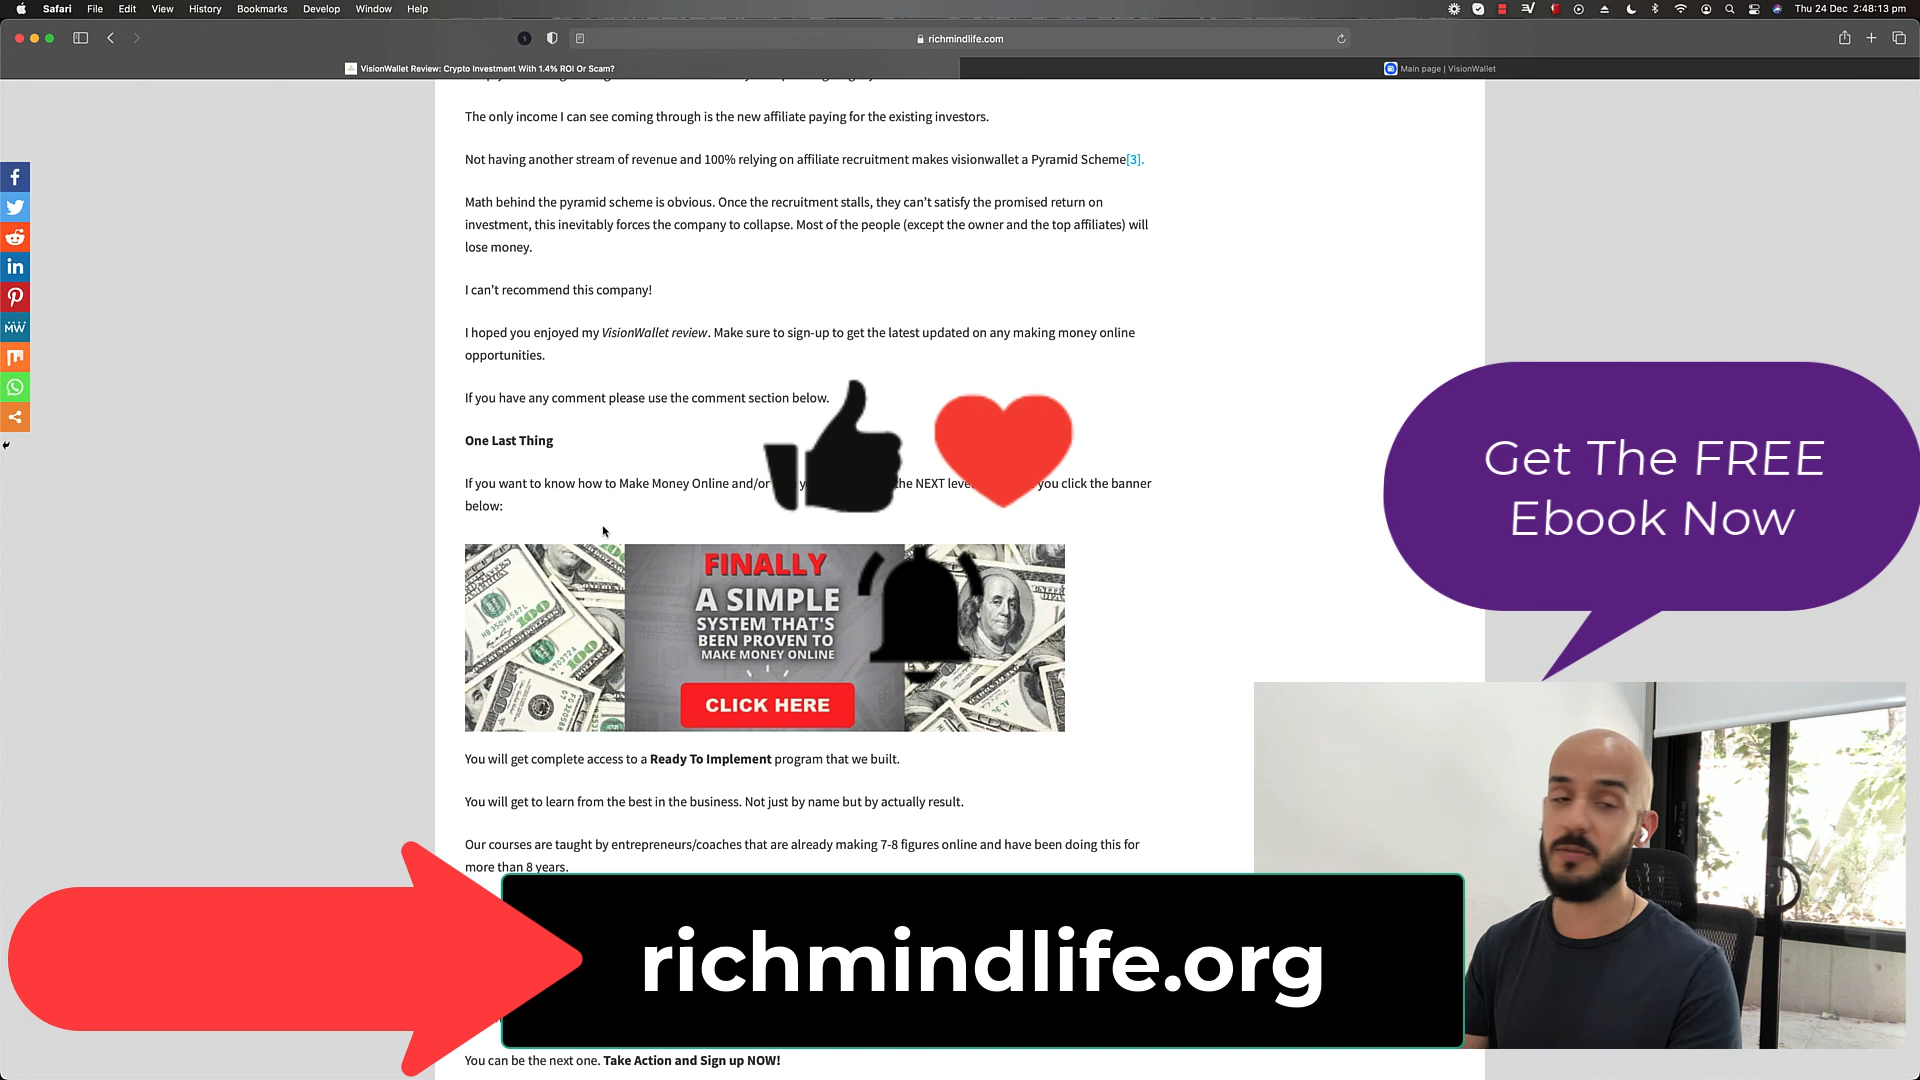 Safari File Edit View History Bookmarks Develop Window Help
Thu 24 Dec 2:48:13 pm
richmindlife.com
VisionWallet Review: Crypto Investment With 1.4% ROI Or Scam?
Main page | VisionWallet
The only income I can see coming through is the new affiliate paying for the existing investors.
Not having another stream of revenue and 100% relying on affiliate recruitment makes visionwallet a Pyramid Scheme[3].
Math behind the pyramid scheme is obvious. Once the recruitment stalls, they can't satisfy the promised return on
investment, this inevitably forces the company to collapse. Most of the people (except the owner and the top affiliates) will
lose money.
I can't recommend this company!
I hoped you enjoyed my VisionWallet review. Make sure to sign-up to get the latest updated on any making money online
opportunities.
If you have any comment please use the comment section below.
One Last Thing
If you want to know how to Make Money Online and/or the NEXT you click the banner
below:
FINALLY
A SIMPLE
SYSTEM THAT'S
BEEN PROVEN TO
MAKE MONEY ONLINE
CLICK HERE
You will get complete access to a Ready To Implement program that we built.
You will get to learn from the best in the business. Not just by name but by actually result.
Our courses are taught by entrepreneurs/coaches that are already making 7-8 figures online and have been doing this for
more than 8 years.
You can be the next one. Take Action and Sign up NOW!
MW
Get The FREE
Ebook Now
richmindlife.org